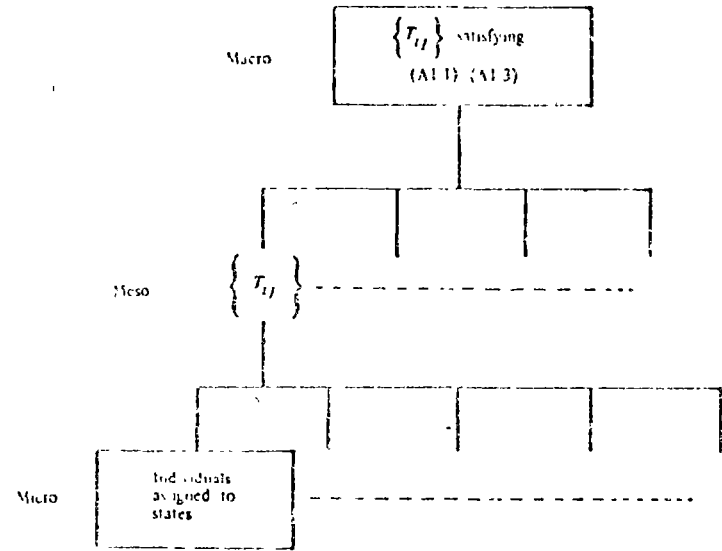 Macro
{T_ij} satisfying
(A1.1) (A1.3)
Meso
{T_ij}
Micro
Individuals
assigned to
states